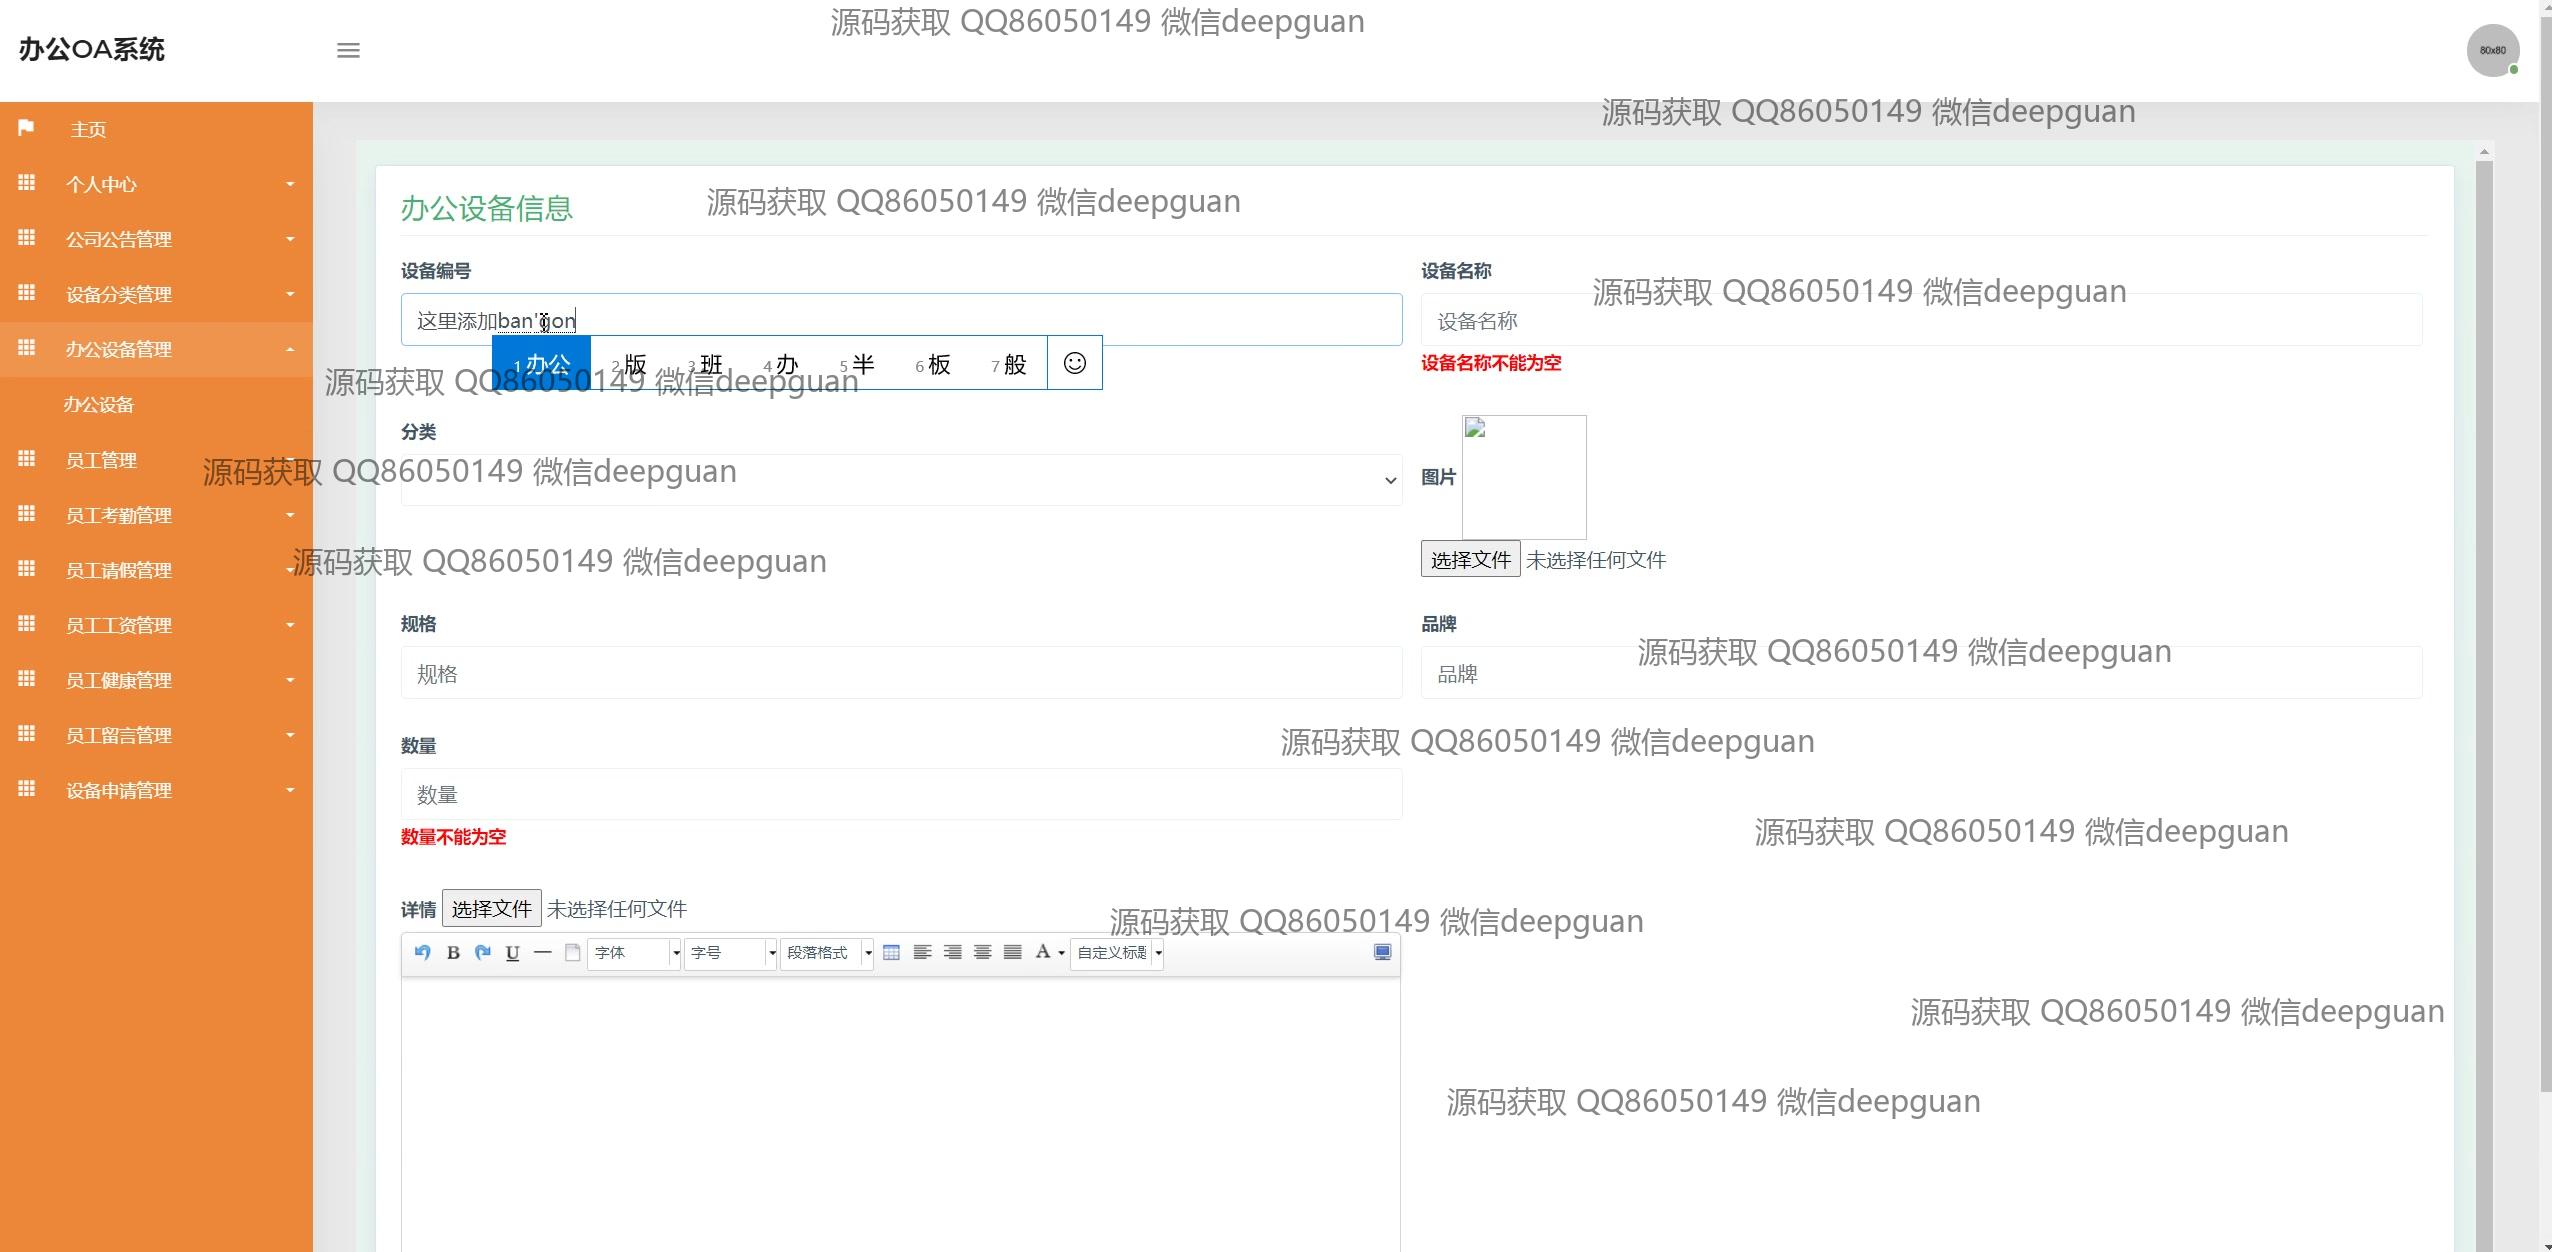 源码获取 QQ86050149 微信deepguan
办公OA系统
80x80
源码获取 QQ86050149 微信deepguan
主页
个人中心
公司公告管理
设备分类管理
办公设备管理
办公设备
员工管理
员工考勤管理
员工请假管理
员工工资管理
员工健康管理
员工留言管理
设备申请管理
办公设备信息
源码获取 QQ86050149 微信deepguan
设备编号
设备名称
源码获取 QQ86050149 微信deepguan
这里添加ban'gon
设备名称
1 办公 2 版 3 班 4 办 5 半 6 板 7 般
设备名称不能为空
源码获取 QQ86050149 微信deepguan
分类
源码获取 QQ86050149 微信deepguan
图片
选择文件 未选择任何文件
源码获取 QQ86050149 微信deepguan
规格
品牌
源码获取 QQ86050149 微信deepguan
规格
品牌
数量
源码获取 QQ86050149 微信deepguan
数量
数量不能为空
源码获取 QQ86050149 微信deepguan
详情 选择文件 未选择任何文件
源码获取 QQ86050149 微信deepguan
B U 字体 字号 段落格式 A 自定义标题
源码获取 QQ86050149 微信deepguan
源码获取 QQ86050149 微信deepguan